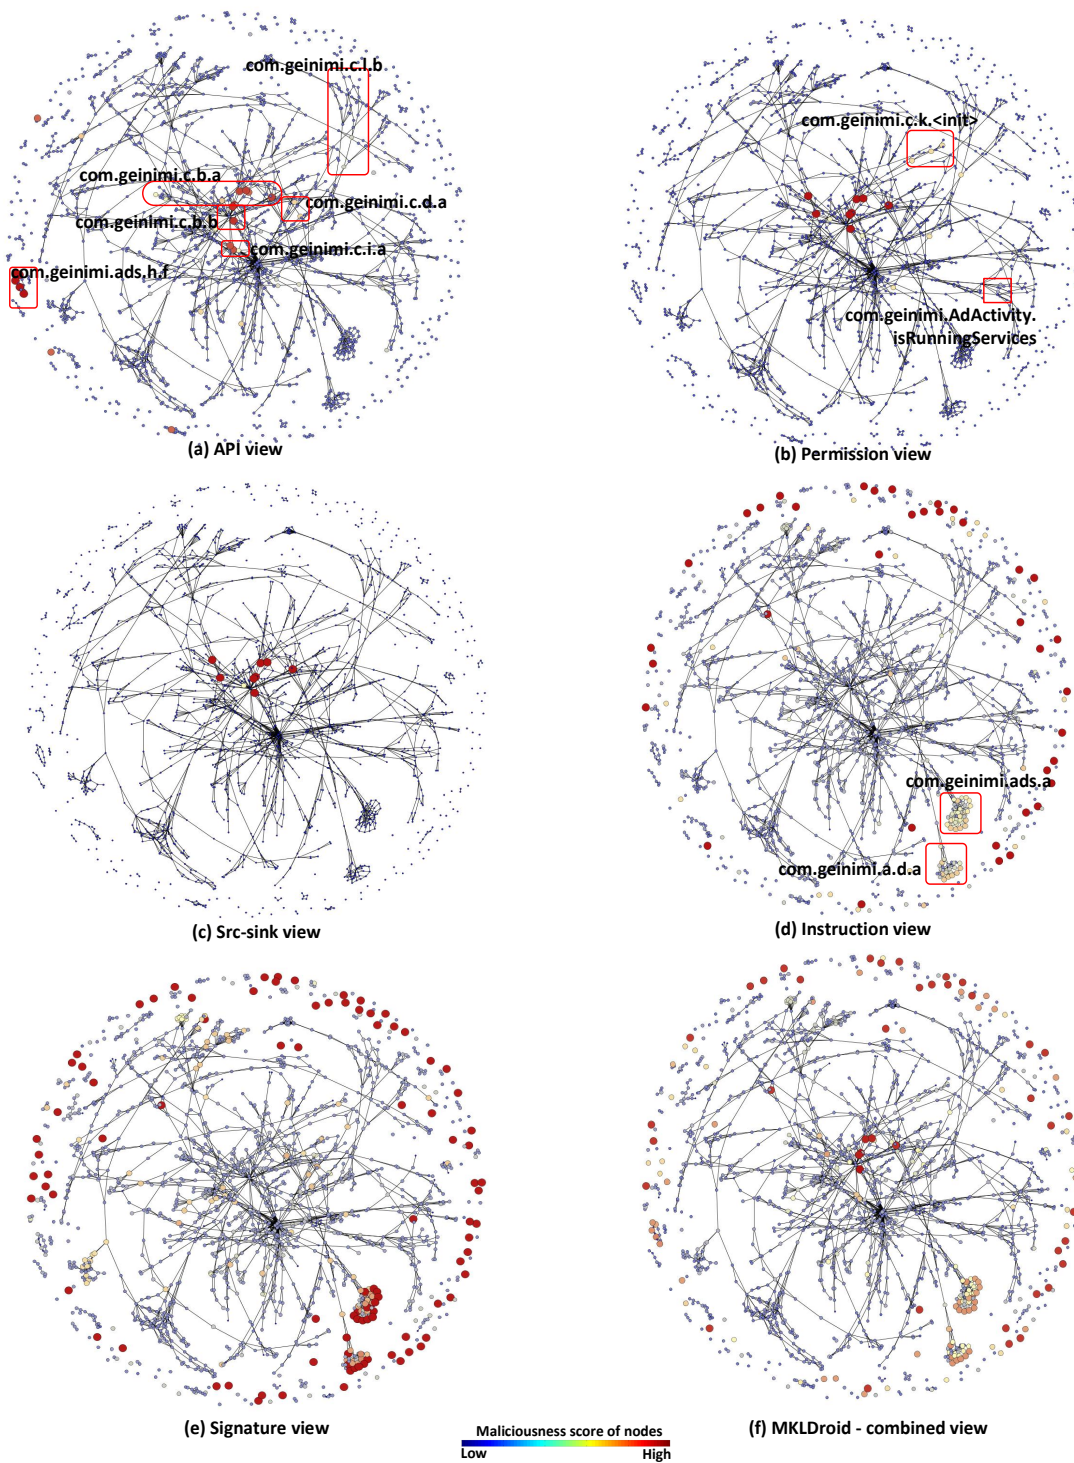 com.geinimi.c.l.b
com.geinimi.c.b.a
com.geinimi.c.d.a
com.geinimi.c.b.b
com.geinimi.c.i.a
com.geinimi.ads.h.f
(a) API view
com.geinimi.c.k.<init>
com.geinimi.AdActivity.
isRunningServices
(b) Permission view
(c) Src-sink view
com.geinimi.ads.a
com.geinimi.a.d.a
(d) Instruction view
(e) Signature view
(f) MKLDroid - combined view
Maliciousness score of nodes
Low
High